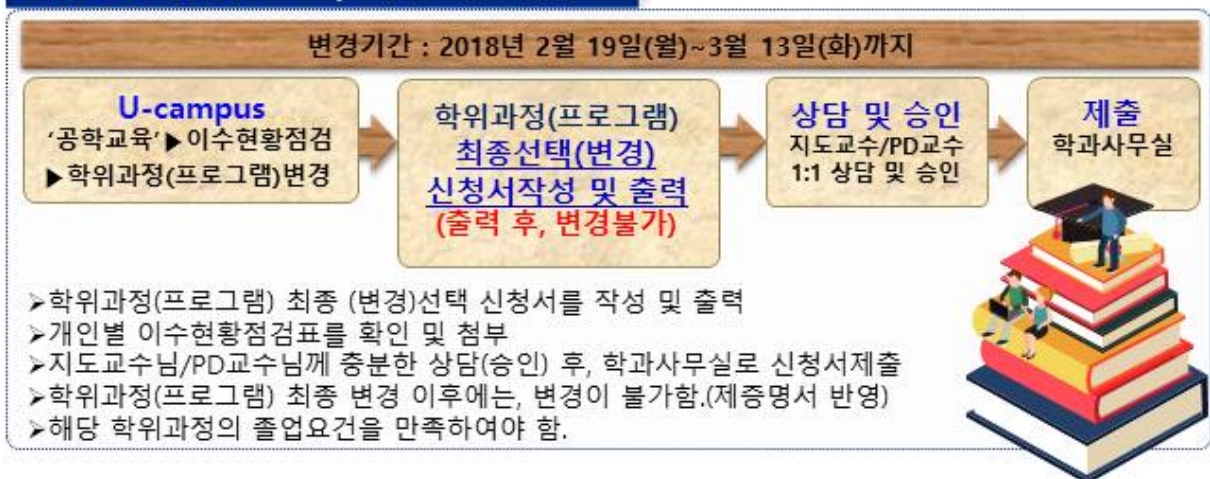 변경기간 : 2018년 2월 19일(월)~3월 13일(화)까지
U-campus
‘공학교육’▶이수현황점검
▶학위과정(프로그램)변경
학위과정(프로그램)
최종선택(변경)
신청서작성 및 출력
(출력 후, 변경불가)
상담 및 승인
지도교수/PD교수
1:1 상담 및 승인
제출
학과사무실
➢학위과정(프로그램) 최종 (변경)선택 신청서를 작성 및 출력
➢개인별 이수현황점검표를 확인 및 첨부
➢지도교수님/PD교수님께 충분한 상담(승인) 후, 학과사무실로 신청서제출
➢학위과정(프로그램) 최종 변경 이후에는, 변경이 불가함.(제증명서 반영)
➢해당 학위과정의 졸업요건을 만족하여야 함.